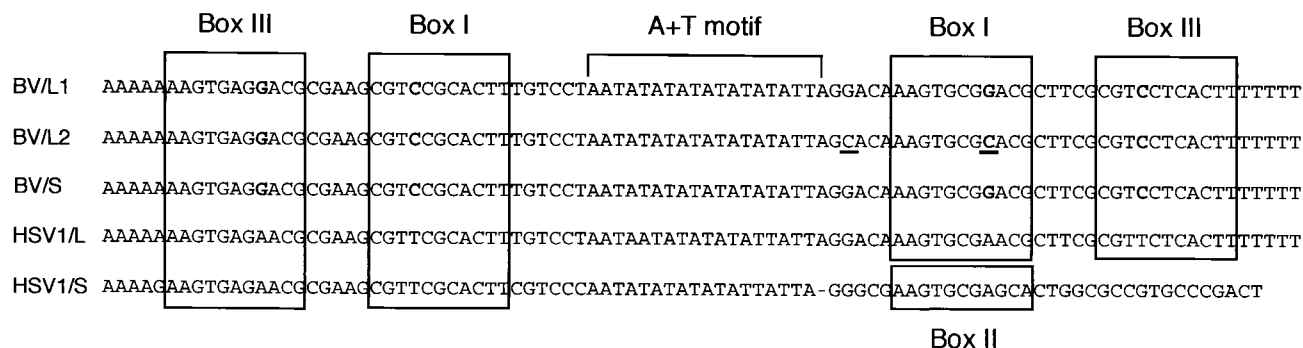 Box III Box I A+T motif Box I Box III
BV/L1 AAAAAAAGTGAGGACGCGAAGCGTCCGCACTTTGTCCTAATATATATATATATATTAGGACAAAGTGCGGACGCTTCGCGTCCTCACTTTTTTT
BV/L2 AAAAAAAGTGAGGACGCGAAGCGTCCGCACTTTGTCCTAATATATATATATATATTAGCACAAAGTGCGCACGCTTCGCGTCCTCACTTTTTTT
BV/S AAAAAAAGTGAGGACGCGAAGCGTCCGCACTTTGTCCTAATATATATATATATATTAGGACAAAGTGCGGACGCTTCGCGTCCTCACTTTTTTT
HSV1/L AAAAAAAGTGAGAACGCGAAGCGTTCGCACTTTGTCCTAATAATATATATATTATTAGGACAAAGTGCGAACGCTTCGCGTTCTCACTTTTTTT
HSV1/S AAAAGAAGTGAGAACGCGAAGCGTTCGCACTTCGTCCCAATATATATATATTATTA-GGGCGAAGTGCGAGCACTGGCGCCGTGCCCGACT
Box II